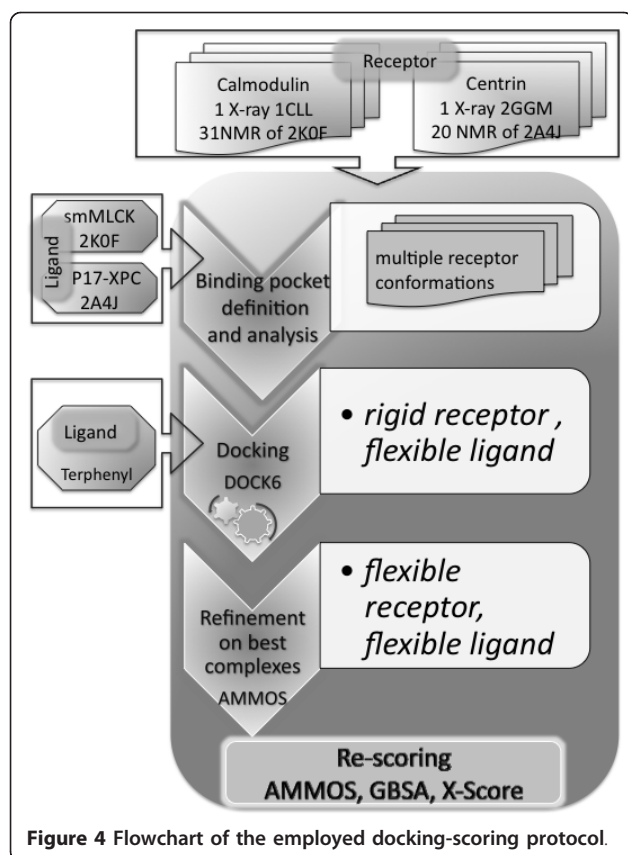 Receptor
Calmodulin
1 X-ray 1CLL
31NMR of 2K0F
Centrin
1 X-ray 2GGM
20 NMR of 2A4J
Ligand
smMLCK
2K0F
P17-XPC
2A4J
Binding pocket
definition
and analysis
multiple receptor
conformations
Ligand
Terphenyl
Docking
DOCK6
• rigid receptor ,
flexible ligand
Refinement
on best
complexes
AMMOS
• flexible
receptor,
flexible ligand
Re-scoring
AMMOS, GBSA, X-Score
Figure 4 Flowchart of the employed docking-scoring protocol.